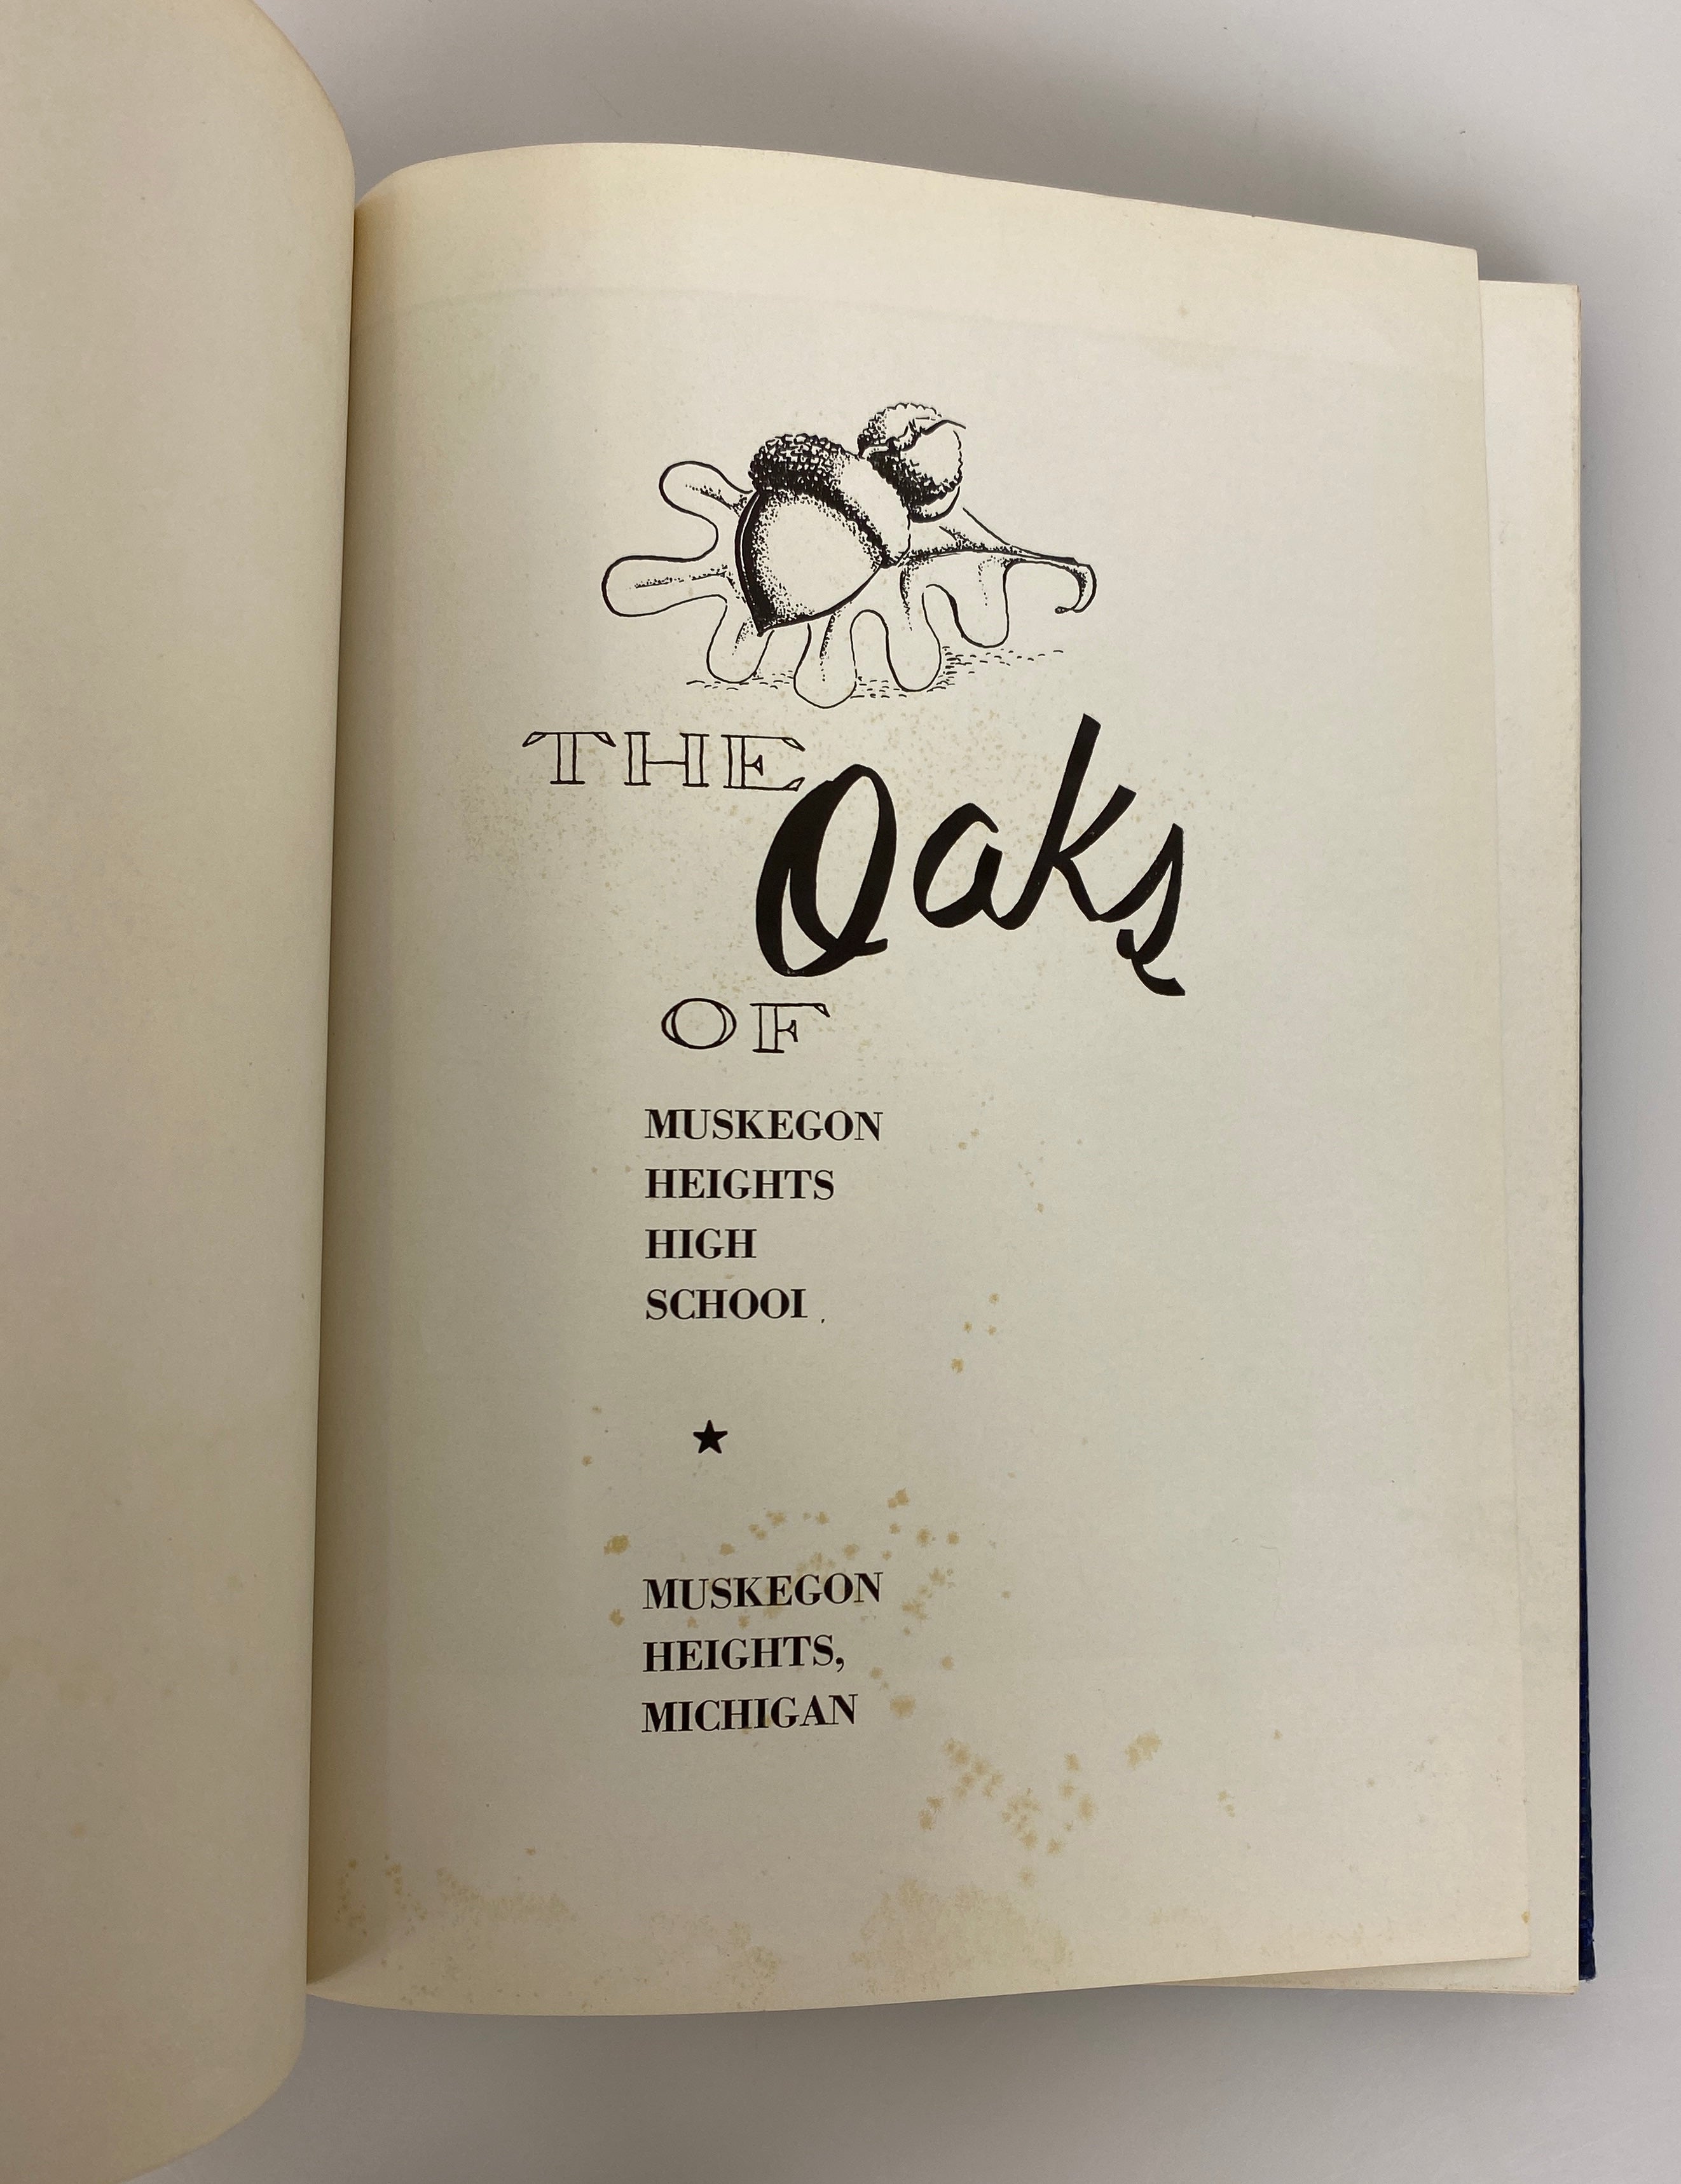 THE
Oaks
OF
MUSKEGON
HEIGHTS
HIGH
SCHOOI.
MUSKEGON
HEIGHTS,
MICHIGAN